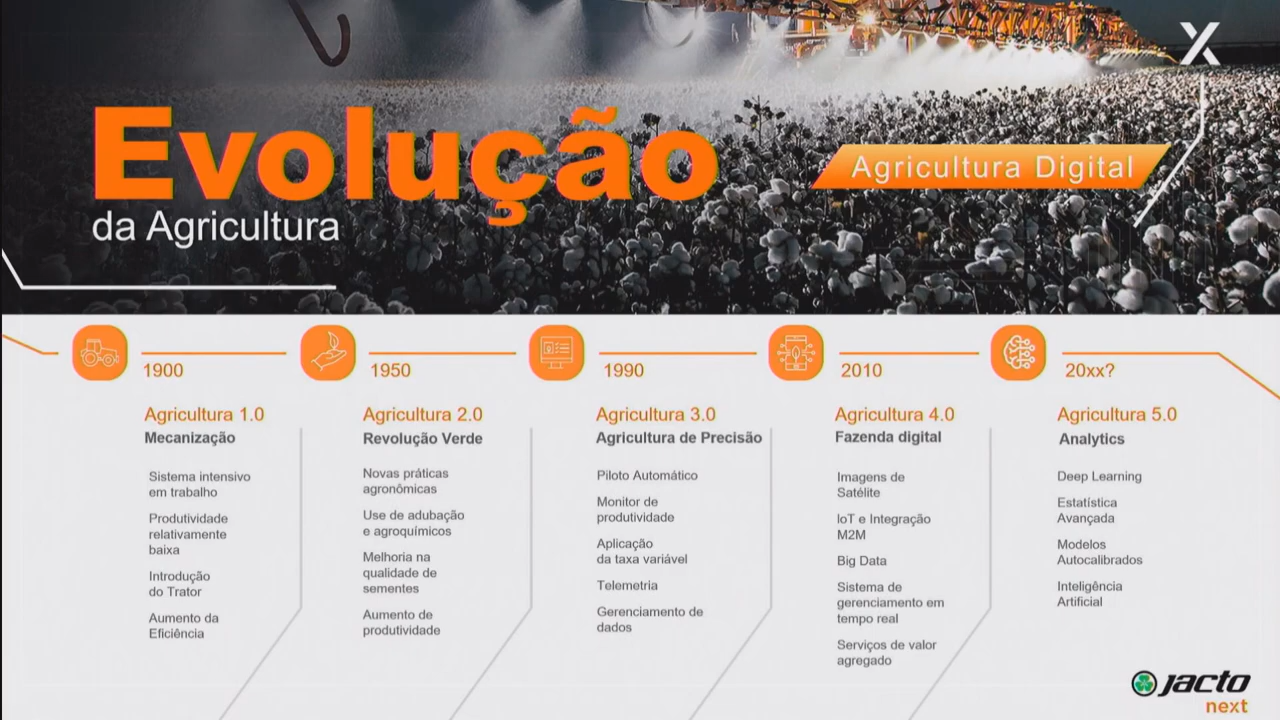 Evolução
da Agricultura
Agricultura Digital
1900
Agricultura 1.0
Mecanização
Sistema intensivo
em trabalho
Produtividade
relativamente
baixa
Introdução
do Trator
Aumento da
Eficiência
1950
Agricultura 2.0
Revolução Verde
Novas práticas
agronômicas
Use de adubação
e agroquímicos
Melhoria na
qualidade de
sementes
Aumento de
produtividade
1990
Agricultura 3.0
Agricultura de Precisão
Piloto Automático
Monitor de
produtividade
Aplicação
da taxa variável
Telemetria
Gerenciamento de
dados
2010
Agricultura 4.0
Fazenda digital
Imagens de
Satélite
IoT e Integração
M2M
Big Data
Sistema de
gerenciamento em
tempo real
Serviços de valor
agregado
20xx?
Agricultura 5.0
Analytics
Deep Learning
Estatística
Avançada
Modelos
Autocalibrados
Inteligência
Artificial
jacto
next